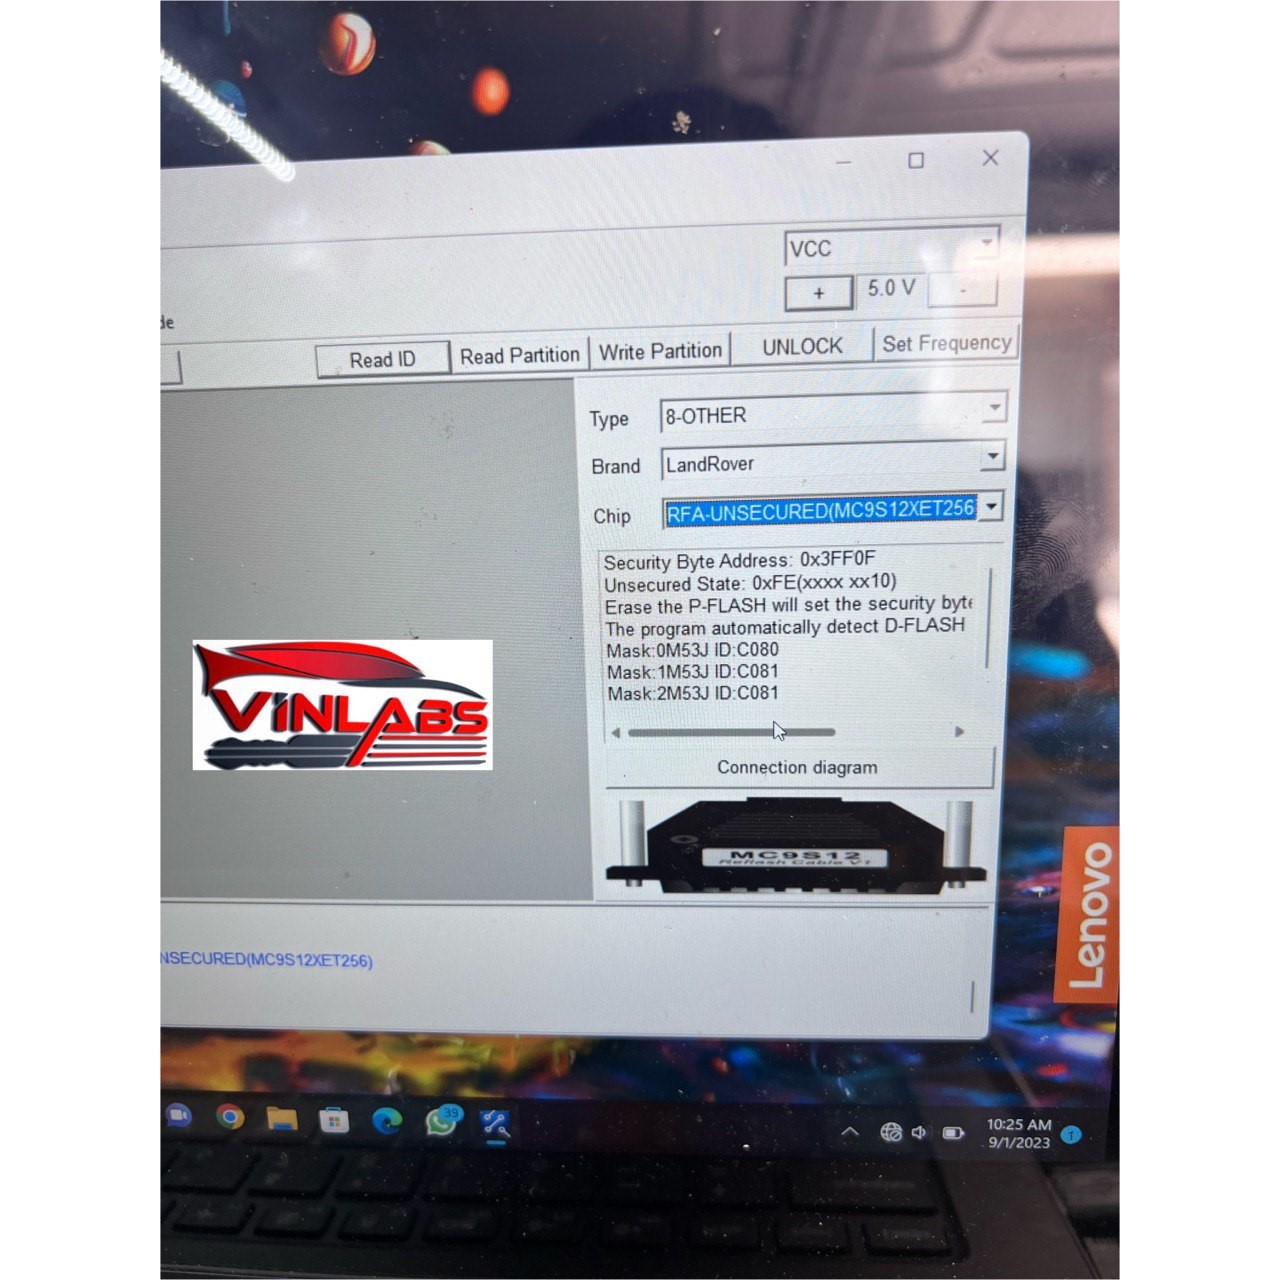 VCC
+ 5.0 V -
de
Read ID Read Partition Write Partition UNLOCK Set Frequency
Type 8-OTHER
Brand LandRover
Chip RFA-UNSECURED(MC9S12XET256
Security Byte Address: 0x3FF0F
Unsecured State: 0xFE(xxxx xx10)
Erase the P-FLASH will set the security byte
The program automatically detect D-FLASH
Mask:0M53J ID:C080
Mask:1M53J ID:C081
Mask:2M53J ID:C081
VINLABS
Connection diagram
MC9S12
Reflash Cable V1
NSECURED(MC9S12XET256)
Lenovo
39
10:25 AM
9/1/2023
1